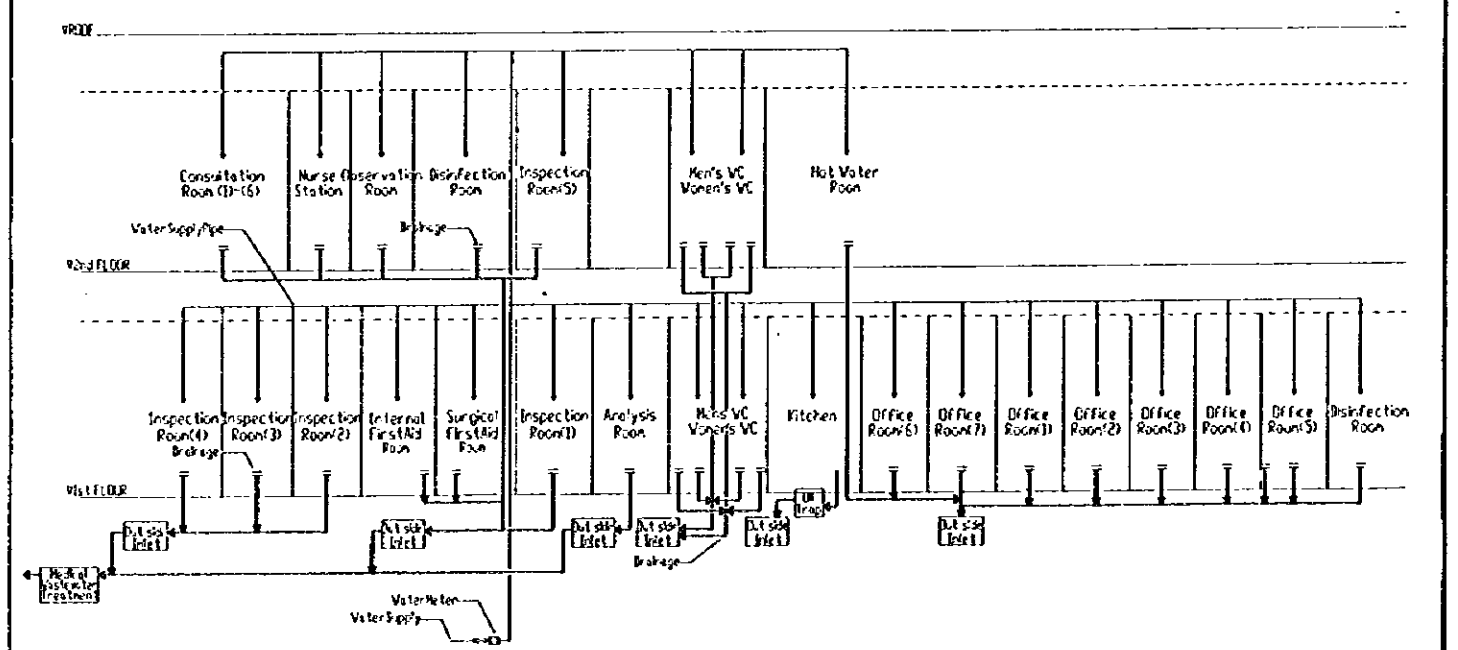 ▽ROOF
Consultation
Room(1)-(6)
Nurse
Station
Observation
Room
Disinfection
Room
Inspection
Room(5)
Men's WC
Women's WC
Hot Water
Room
Water Supply Pipe
Drainage
▽2nd FLOOR
Inspection
Room(4)
Inspection
Room(3)
Inspection
Room(2)
Internal
First Aid
Room
Surgical
First Aid
Room
Inspection
Room(1)
Analysis
Room
Mens WC
Women's WC
Kitchen
Office
Room(6)
Office
Room(7)
Office
Room(1)
Office
Room(2)
Office
Room(3)
Office
Room(4)
Office
Room(5)
Disinfection
Room
Drainage
▽1st FLOOR
Out side
Inlet
Out side
Inlet
Out side
Inlet
Out side
Inlet
Out side
Inlet
Oil
Trap
Out side
Inlet
Drainage
Medical
Wastewater
Treatment
Water Meter
Water Supply